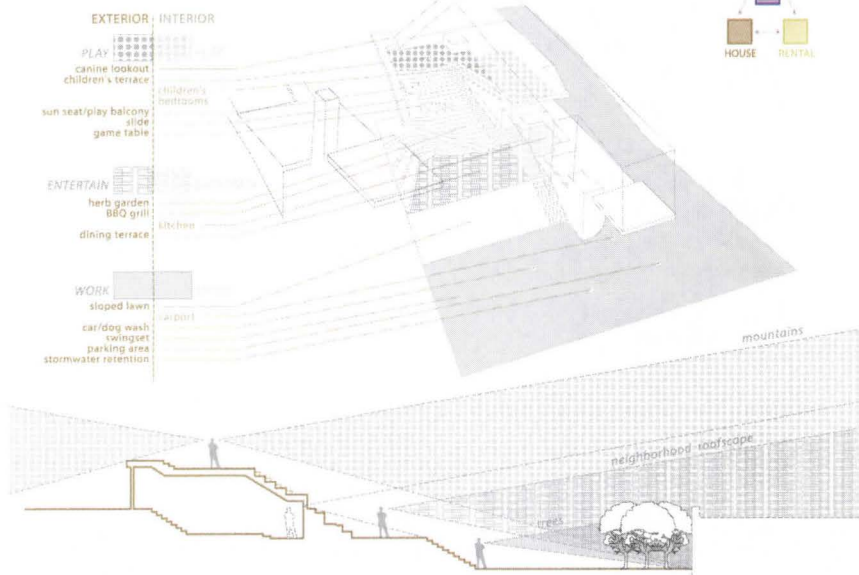 EXTERIOR INTERIOR
PLAY
canine lookout
children's terrace
children's
bedrooms
sun seat/play balcony
slide
game table
ENTERTAIN
herb garden
BBQ grill
kitchen
dining terrace
WORK
sloped lawn
carport
car/dog wash
swingset
parking area
stormwater retention
HOUSE RENTAL
mountains
neighborhood roofscape
trees